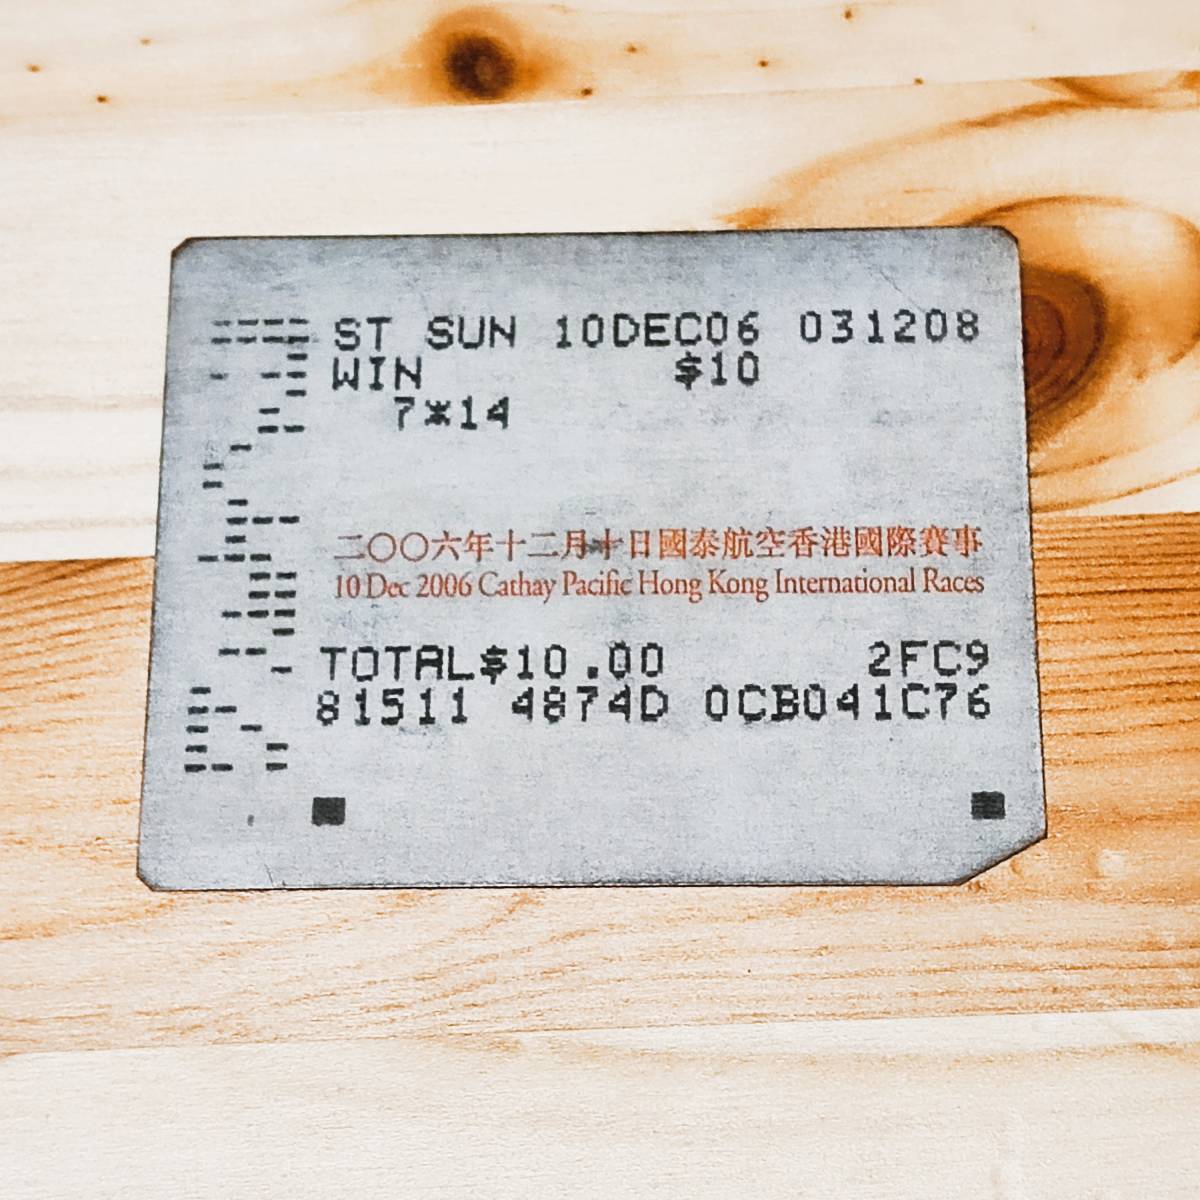 ST SUN 10DEC06 031208
WIN $10
7*14
二〇〇六年十二月十日國泰航空香港國際賽事
10 Dec 2006 Cathay Pacific Hong Kong International Races
TOTAL$10.00 2FC9
81511 4874D 0CB041C76